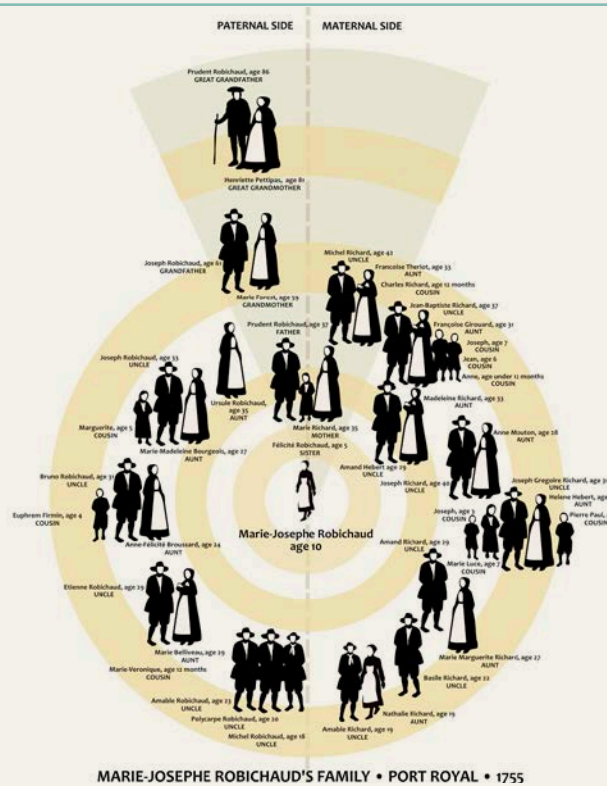 PATERNAL SIDE
MATERNAL SIDE
Prudent Robichaud, age 86
GREAT GRANDFATHER
Henriette Pettipas, age 81
GREAT GRANDMOTHER
Joseph Robichaud, age 61
GRANDFATHER
Marie Forest, age 59
GRANDMOTHER
Michel Richard, age 42
UNCLE
Francoise Theriot, age 33
AUNT
Charles Richard, age 12 months
COUSIN
Jean-Baptiste Richard, age 37
UNCLE
Françoise Girouard, age 31
AUNT
Joseph, age 7
COUSIN
Jean, age 6
COUSIN
Anne, age under 12 months
COUSIN
Prudent Robichaud, age 37
FATHER
Marie Richard, age 35
MOTHER
Félicité Robichaud, age 5
SISTER
Joseph Robichaud, age 33
UNCLE
Ursule Robichaud,
age 35
AUNT
Marguerite, age 5
COUSIN
Marie-Madeleine Bourgeois, age 27
AUNT
Madeleine Richard, age 33
AUNT
Amand Hebert age 29
UNCLE
Anne Mouton, age 28
AUNT
Joseph Richard, age 40
UNCLE
Bruno Robichaud, age
UNCLE
Euphrem Firmin, age 4
COUSIN
Anne Félicité Broussard, age 24
AUNT
Marie-Josephe Robichaud
age 10
Joseph Gregoire Richard, age
UNCLE
Helene Hebert, age
AUNT
Pierre Paul,
COUSIN
Joseph, age 3
COUSIN
Marie Luce, age 7
COUSIN
Amand Richard, age 29
UNCLE
Marie Marguerite Richard, age 27
AUNT
Etienne Robichaud, age 29
UNCLE
Marie Belliveau, age 29
AUNT
Marie-Veronique, age 12 months
COUSIN
Amable Robichaud, age 23
UNCLE
Polycarpe Robichaud, age 20
UNCLE
Michel Robichaud, age 18
UNCLE
Basile Richard, age 22
UNCLE
Nathalie Richard, age 19
AUNT
Amable Richard, age 19
UNCLE
MARIE-JOSEPHE ROBICHAUD'S FAMILY • PORT ROYAL • 1755